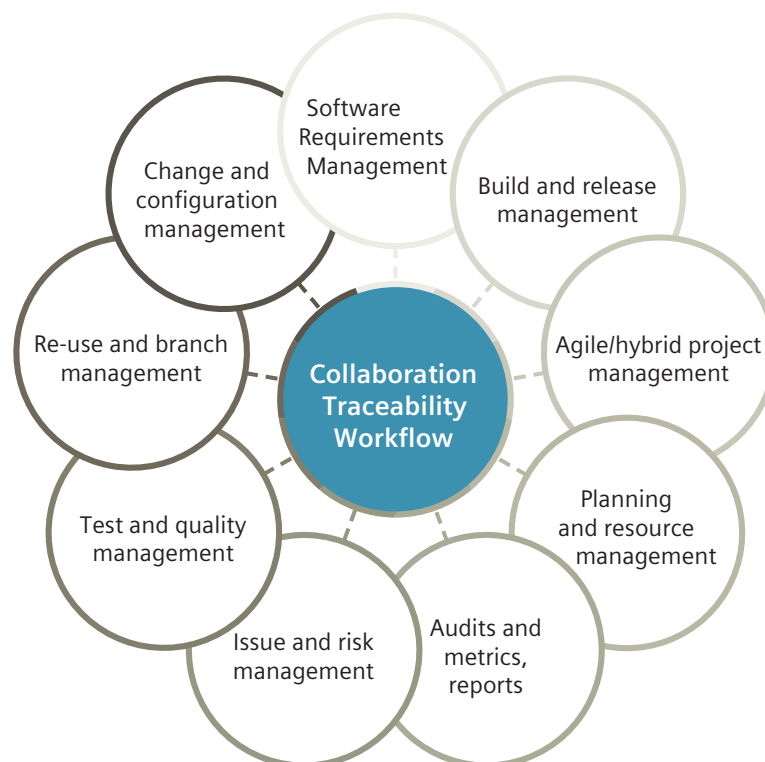 Software
Requirements
Management
Build and release
management
Agile/hybrid project
management
Planning
and resource
management
Audits and
metrics,
reports
Issue and risk
management
Test and quality
management
Re-use and branch
management
Change and
configuration
management
Collaboration
Traceability
Workflow